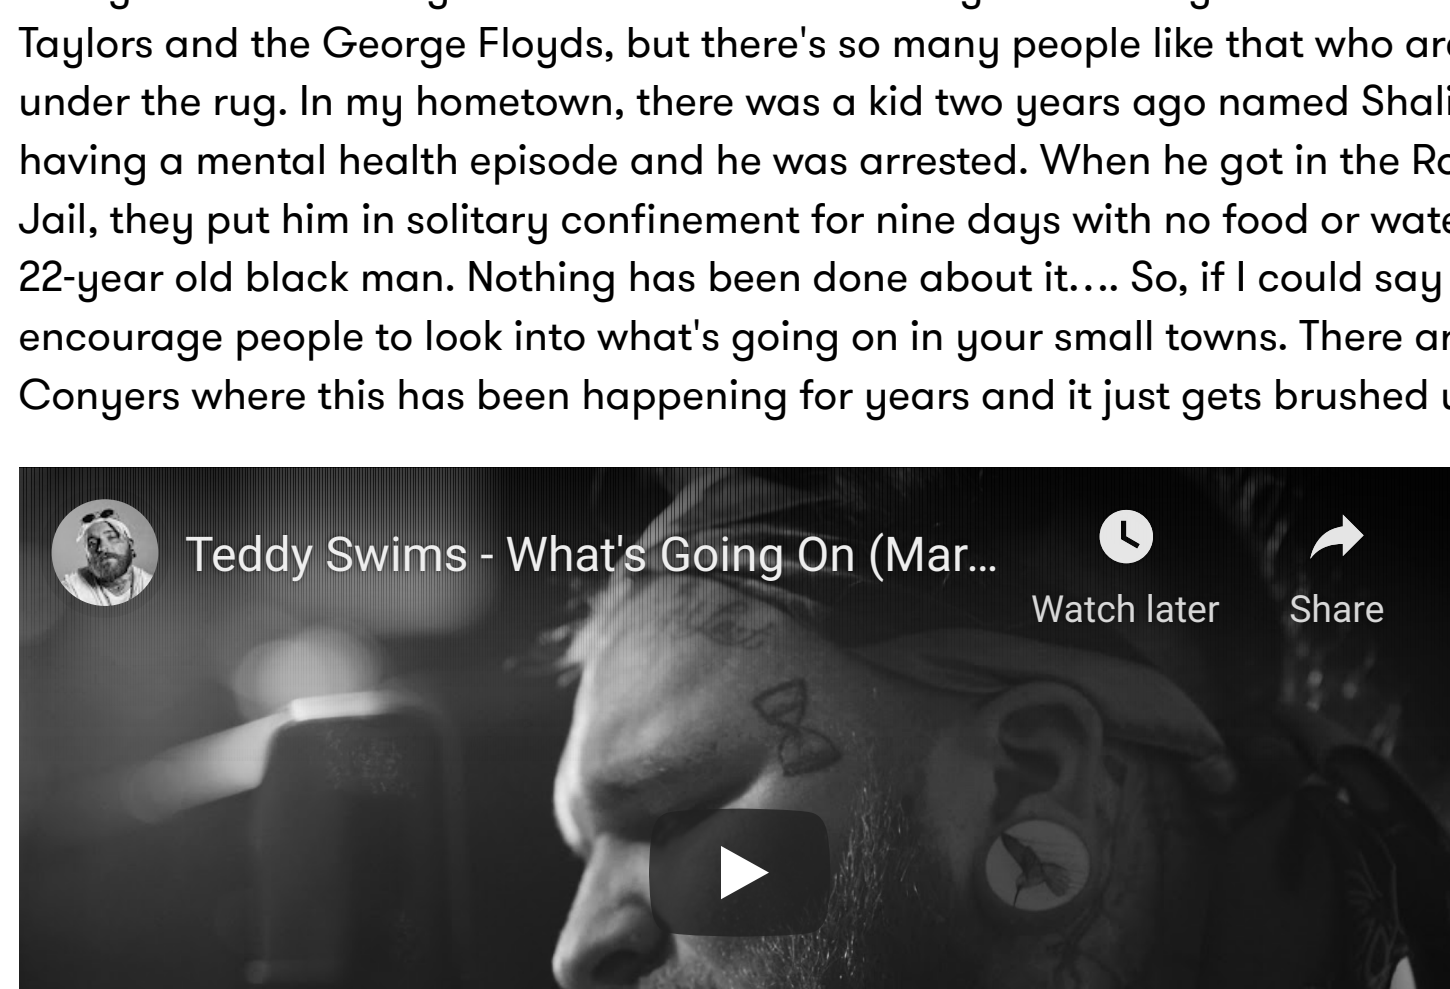 Taylors and the George Floyds, but there's so many people like that who
under the rug. In my hometown, there was a kid two years ago named
having a mental health episode and he was arrested. When he got in the
Jail, they put him in solitary confinement for nine days with no food or
22-year old black man. Nothing has been done about it.... So, if I could say
encourage people to look into what's going on in your small towns. There
Conyers where this has been happening for years and it just gets brushed
Teddy Swims - What's Going On (Mar...
Watch later
Share